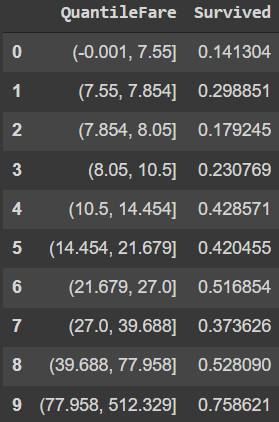 QuantileFare Survived
0 (-0.001, 7.55] 0.141304
1 (7.55, 7.854] 0.298851
2 (7.854, 8.05] 0.179245
3 (8.05, 10.5] 0.230769
4 (10.5, 14.454] 0.428571
5 (14.454, 21.679] 0.420455
6 (21.679, 27.0] 0.516854
7 (27.0, 39.688] 0.373626
8 (39.688, 77.958] 0.528090
9 (77.958, 512.329] 0.758621